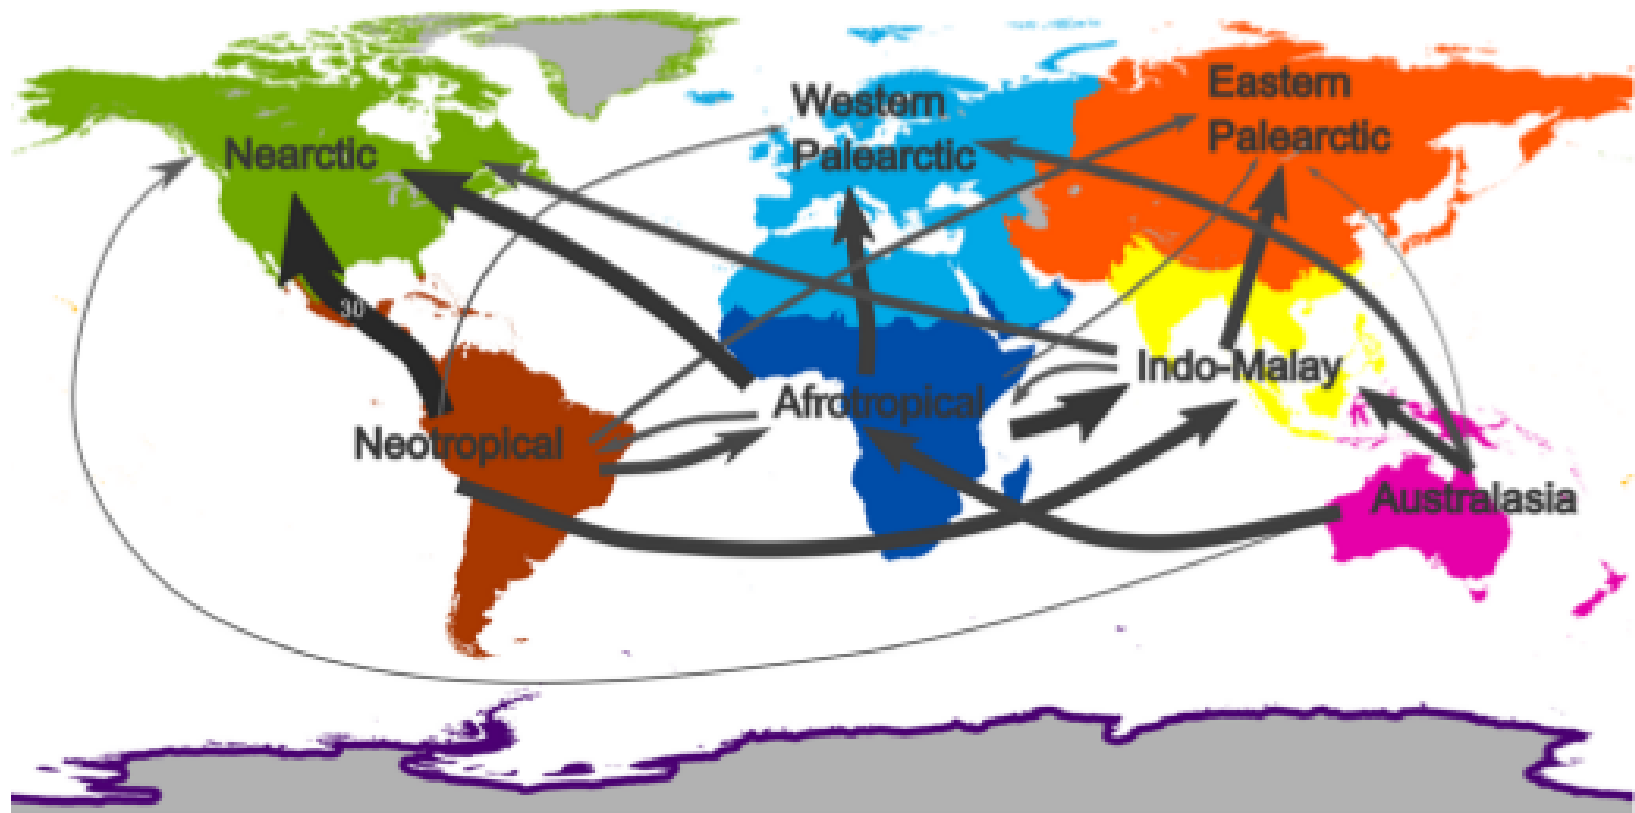 Eastern
Western
Palearctic
Nearctic
Palearctic
30
Indo-Malay
Afrotropical
Neotropical
Australasia